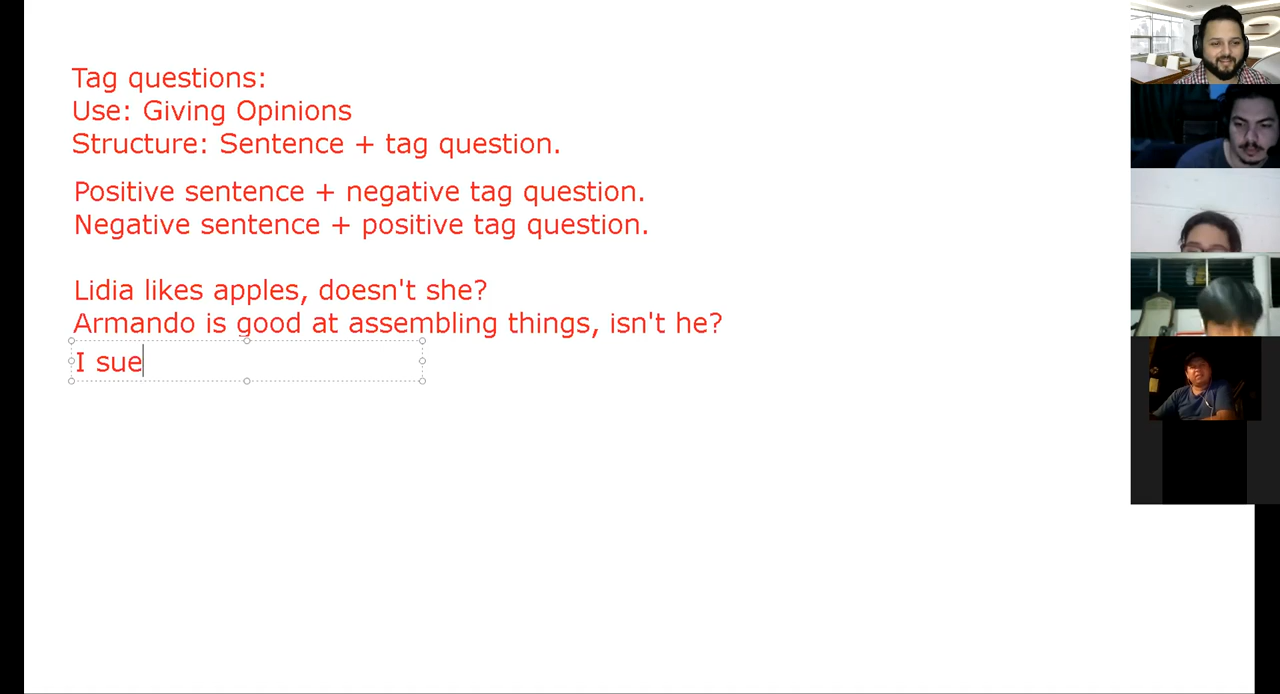 Tag questions:
Use: Giving Opinions
Structure: Sentence + tag question.
Positive sentence + negative tag question.
Negative sentence + positive tag question.
Lidia likes apples, doesn't she?
Armando is good at assembling things, isn't he?
I sue